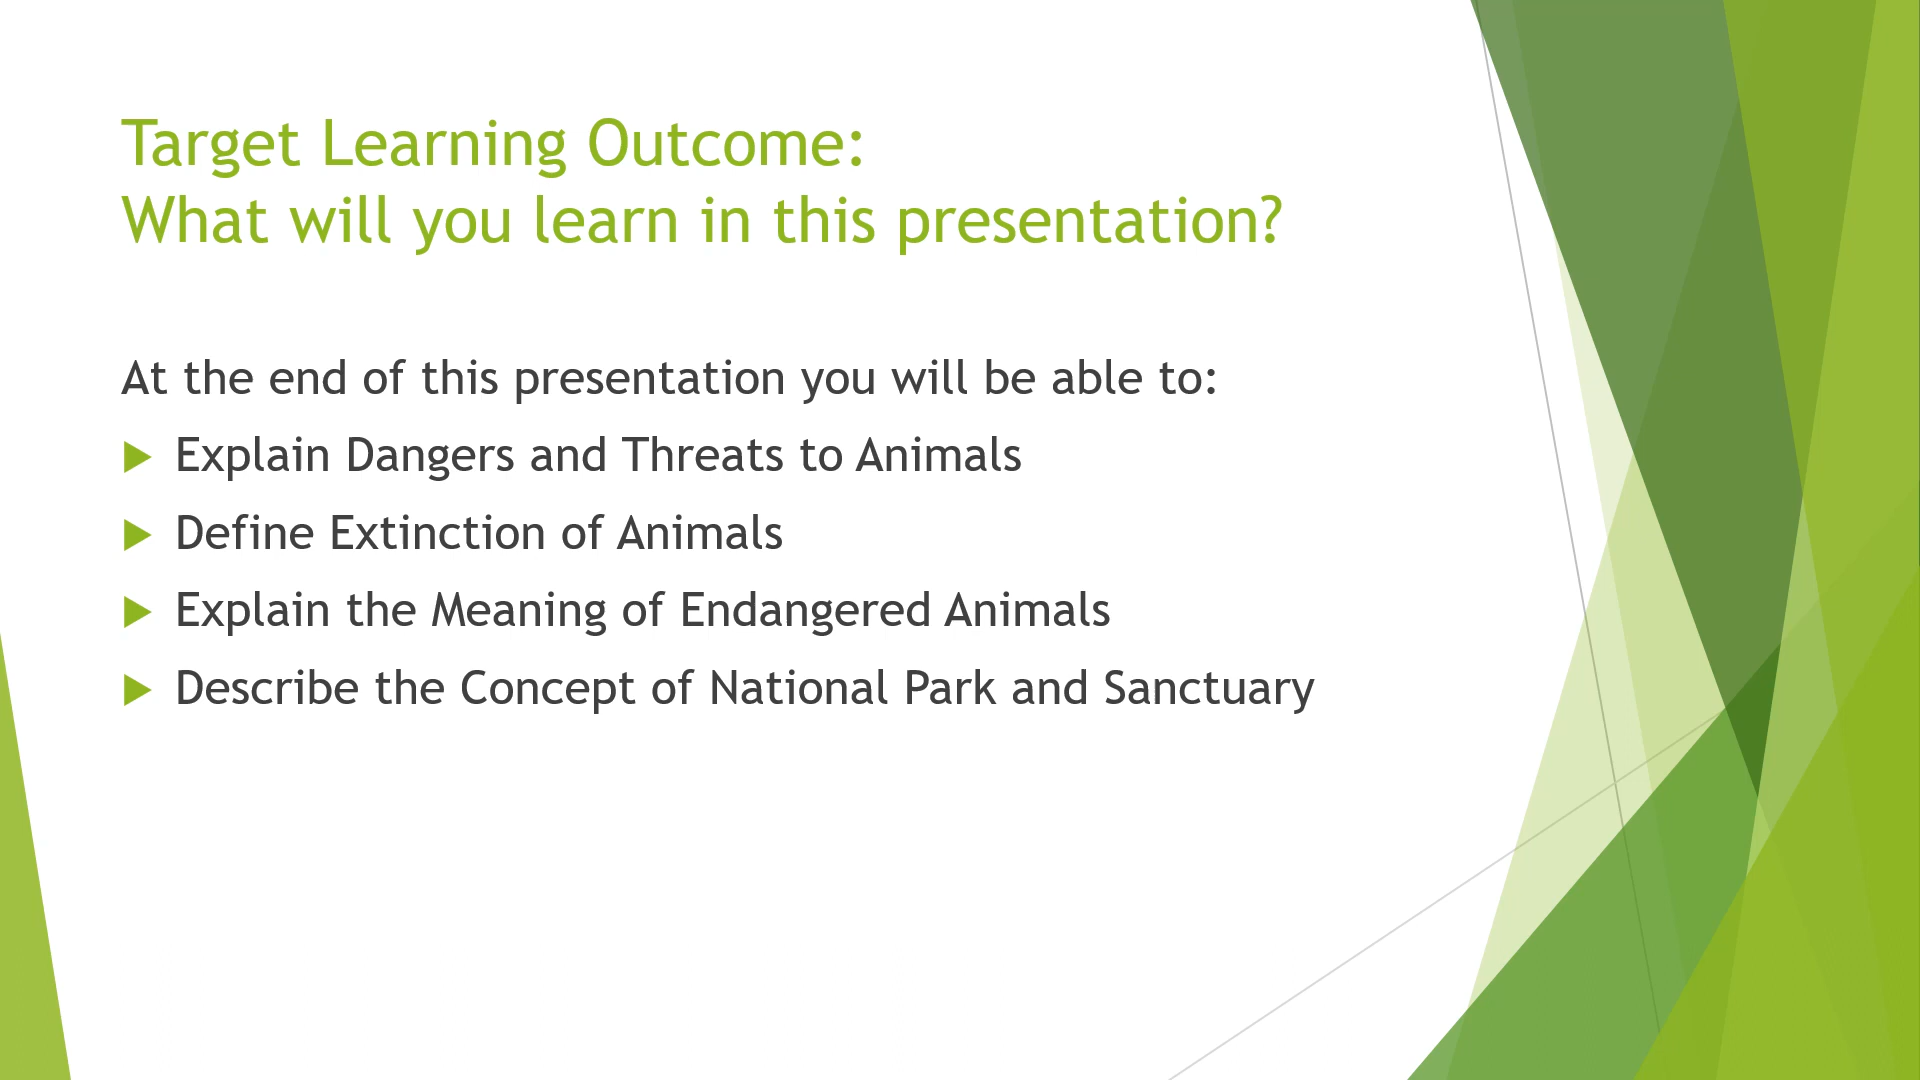 Target Learning Outcome:
What will you learn in this presentation?
At the end of this presentation you will be able to:
Explain Dangers and Threats to Animals
Define Extinction of Animals
Explain the Meaning of Endangered Animals
Describe the Concept of National Park and Sanctuary